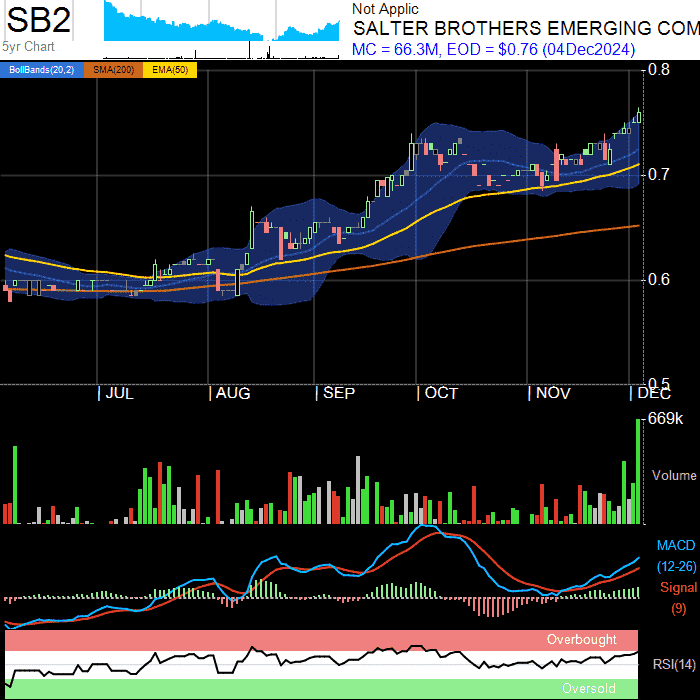 SB2
5yr Chart
Not Applic
SALTER BROTHERS EMERGING COM
MC = 66.3M, EOD = $0.76 (04Dec2024)
BollBands(20,2) SMA(200) EMA(50)
0.8
0.7
0.6
0.5
JUL AUG SEP OCT NOV DEC
669k
Volume
MACD
(12-26)
Signal
(9)
Overbought
RSI(14)
Oversold